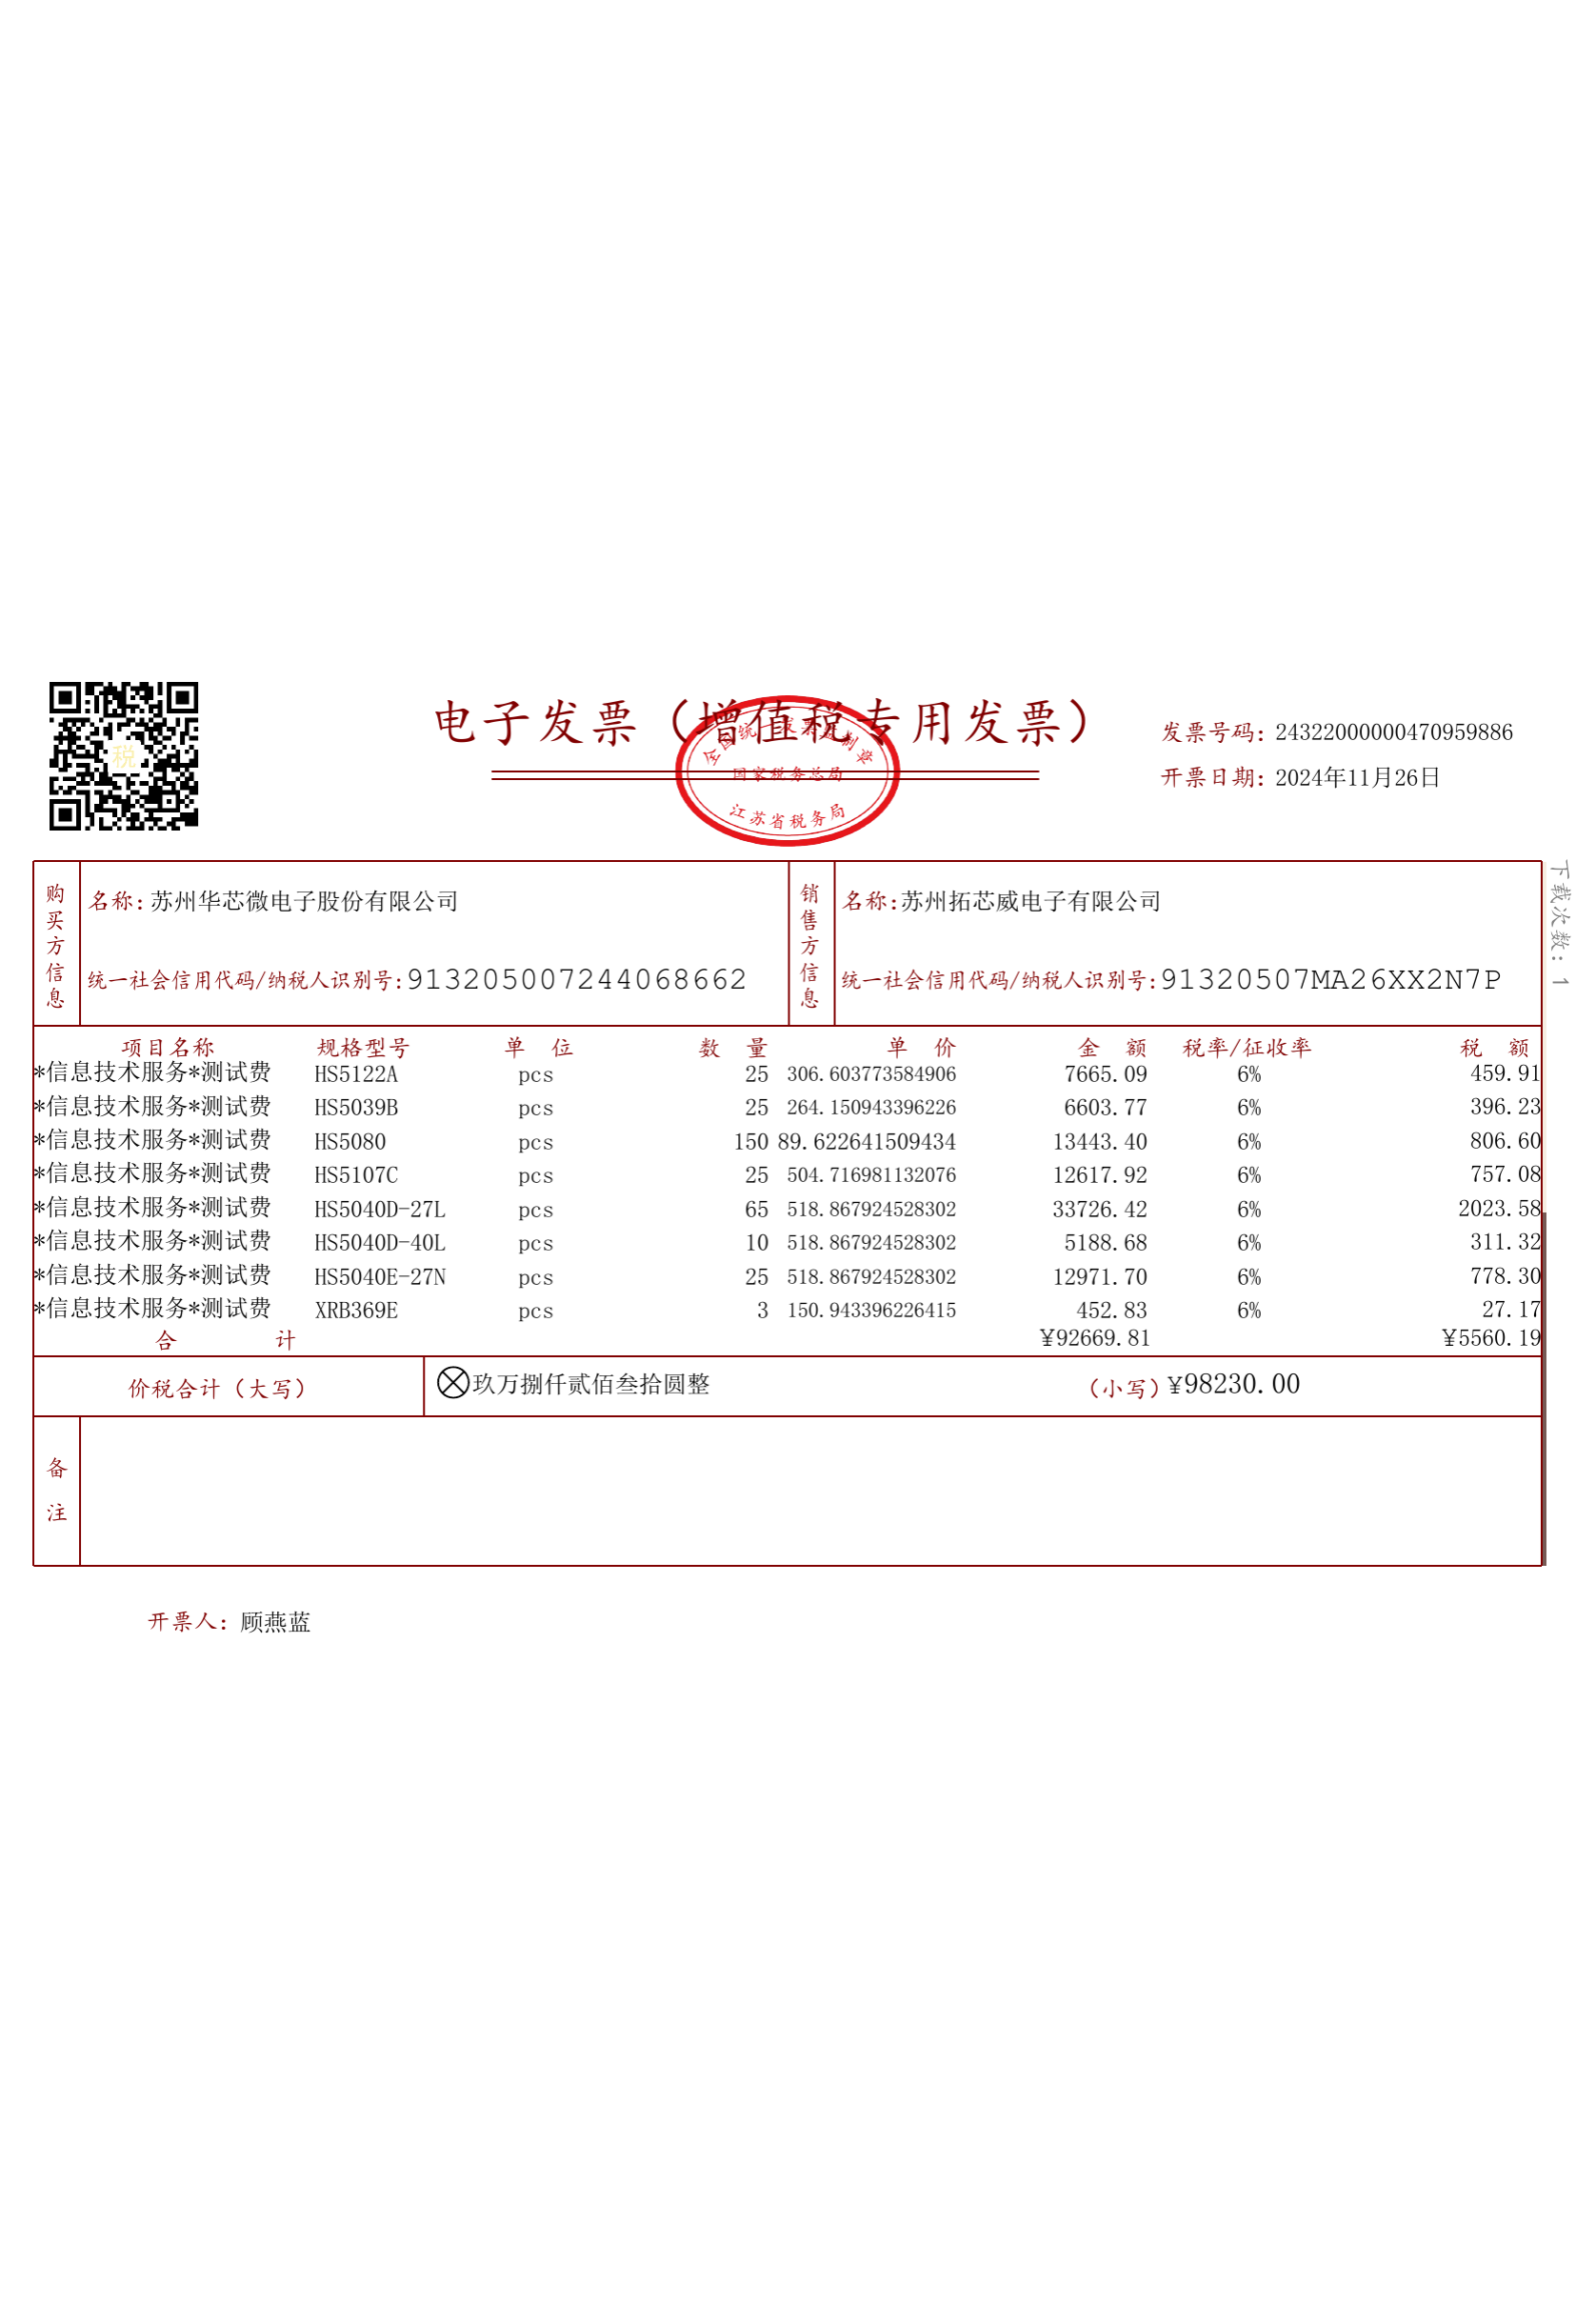 税
电子发票（增值税专用发票）
全国统一发票监制章
国家税务总局
江苏省税务局
发票号码：24322000000470959886
开票日期：2024年11月26日
下载次数：1
购买方信息
名称：苏州华芯微电子股份有限公司
统一社会信用代码/纳税人识别号：913205007244068662
销售方信息
名称：苏州拓芯威电子有限公司
统一社会信用代码/纳税人识别号：91320507MA26XX2N7P
项目名称 规格型号 单 位 数 量 单 价 金 额 税率/征收率 税 额
*信息技术服务*测试费 HS5122A pcs 25 306.603773584906 7665.09 6% 459.91
*信息技术服务*测试费 HS5039B pcs 25 264.150943396226 6603.77 6% 396.23
*信息技术服务*测试费 HS5080 pcs 150 89.622641509434 13443.40 6% 806.60
*信息技术服务*测试费 HS5107C pcs 25 504.716981132076 12617.92 6% 757.08
*信息技术服务*测试费 HS5040D-27L pcs 65 518.867924528302 33726.42 6% 2023.58
*信息技术服务*测试费 HS5040D-40L pcs 10 518.867924528302 5188.68 6% 311.32
*信息技术服务*测试费 HS5040E-27N pcs 25 518.867924528302 12971.70 6% 778.30
*信息技术服务*测试费 XRB369E pcs 3 150.943396226415 452.83 6% 27.17
合 计 ¥92669.81 ¥5560.19
价税合计（大写） ⊗玖万捌仟贰佰叁拾圆整 （小写）¥98230.00
备注
开票人：顾燕蓝